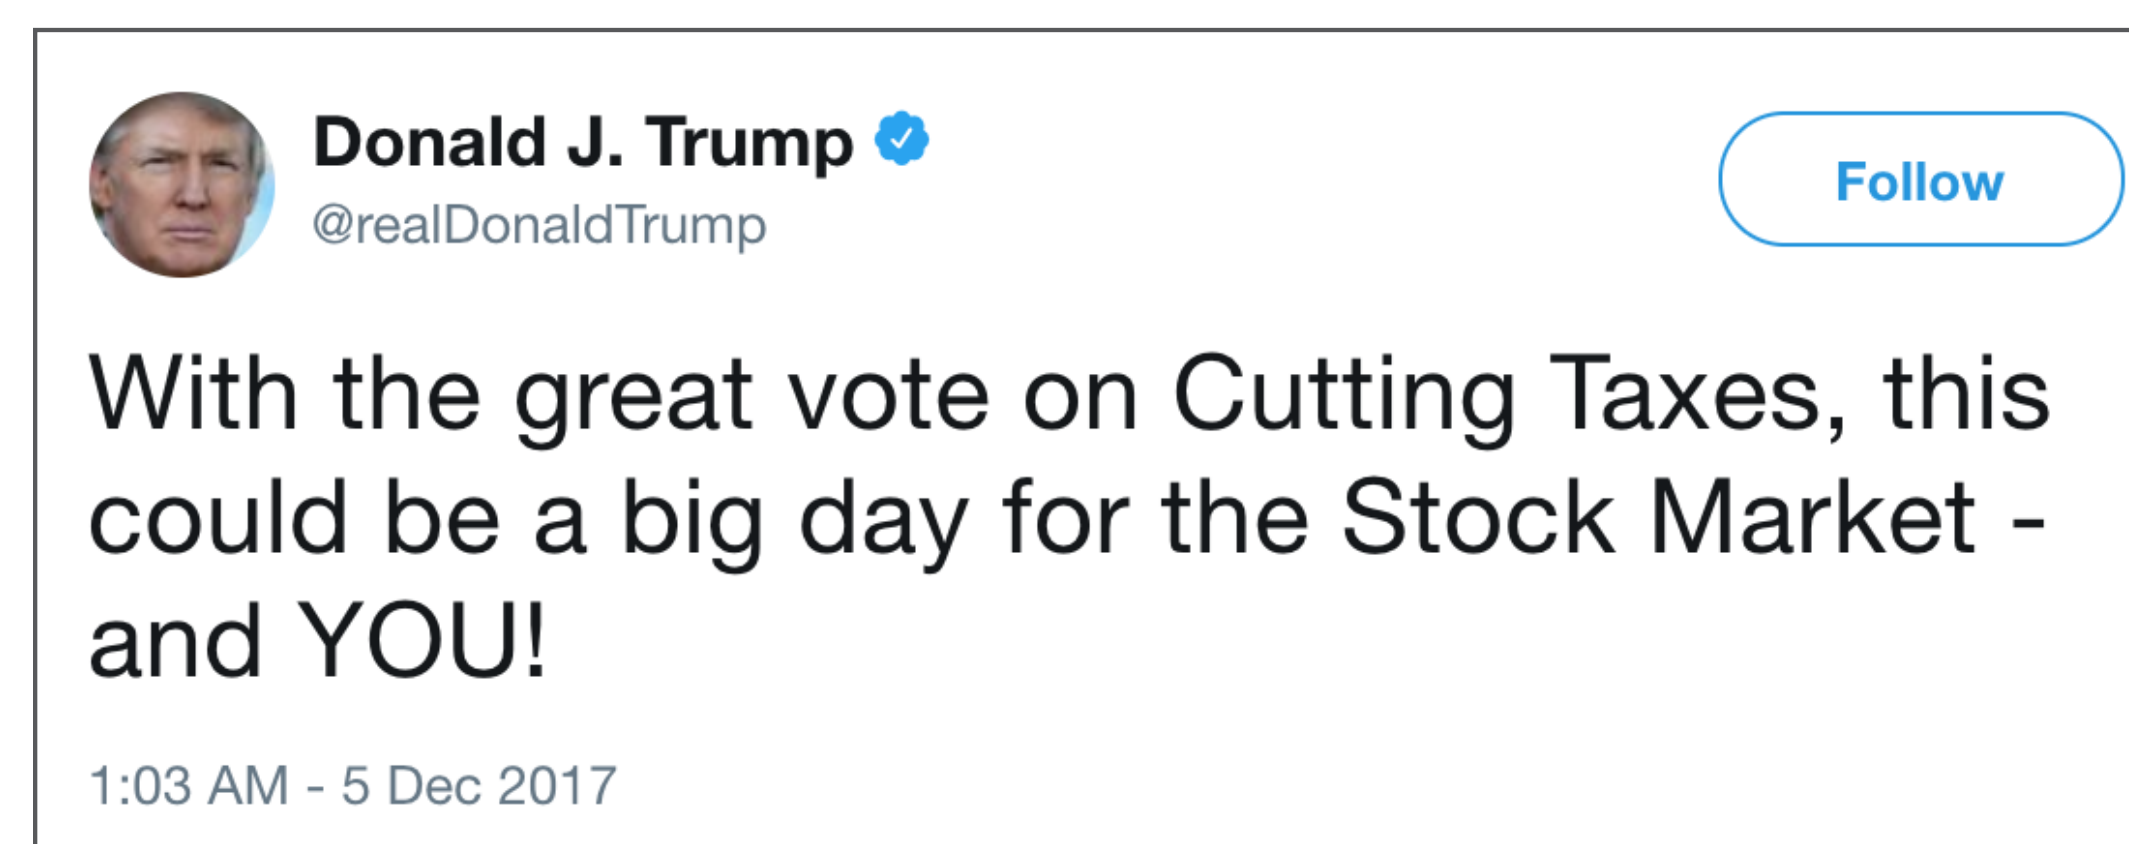 Donald J. Trump
@realDonaldTrump
Follow
With the great vote on Cutting Taxes, this
could be a big day for the Stock Market -
and YOU!
1:03 AM - 5 Dec 2017